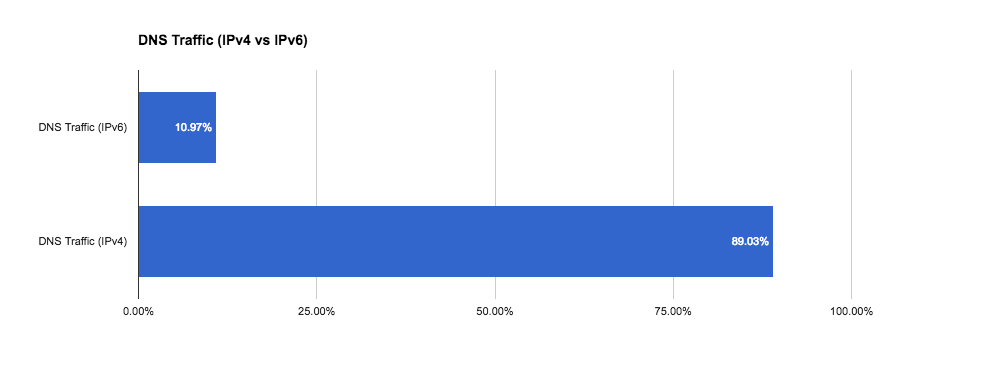 DNS Traffic (IPv4 vs IPv6)
DNS Traffic (IPv6)
10.97%
DNS Traffic (IPv4)
89.03%
0.00%
25.00%
50.00%
75.00%
100.00%